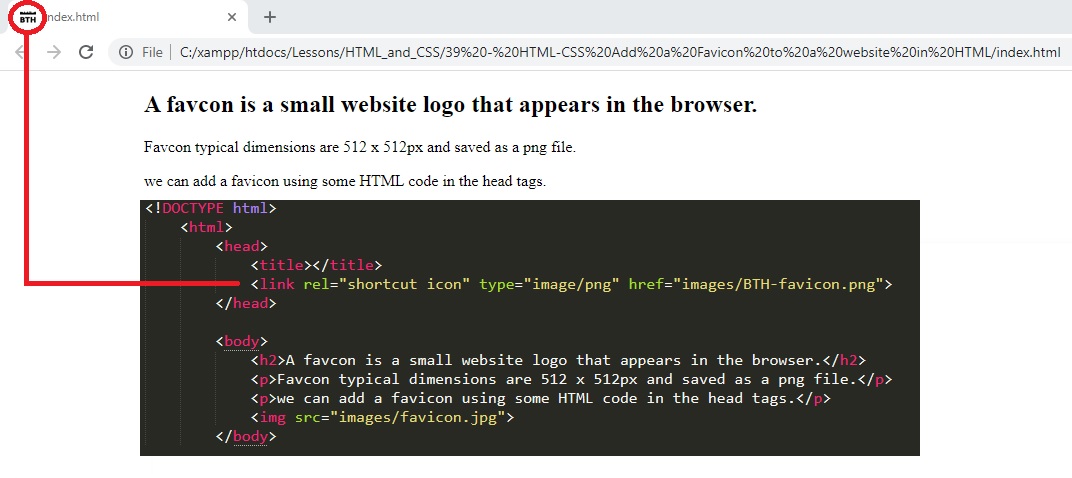 BTH index.html
File C:/xampp/htdocs/Lessons/HTML_and_CSS/39%20-%20HTML-CSS%20Add%20a%20Favicon%20to%20a%20website%20in%20HTML/index.html
A favcon is a small website logo that appears in the browser.
Favcon typical dimensions are 512 x 512px and saved as a png file.
we can add a favicon using some HTML code in the head tags.
<!DOCTYPE html>
<html>
<head>
<title></title>
<link rel="shortcut icon" type="image/png" href="images/BTH-favicon.png">
</head>
<body>
<h2>A favcon is a small website logo that appears in the browser.</h2>
<p>Favcon typical dimensions are 512 x 512px and saved as a png file.</p>
<p>we can add a favicon using some HTML code in the head tags.</p>
<img src="images/favicon.jpg">
</body>